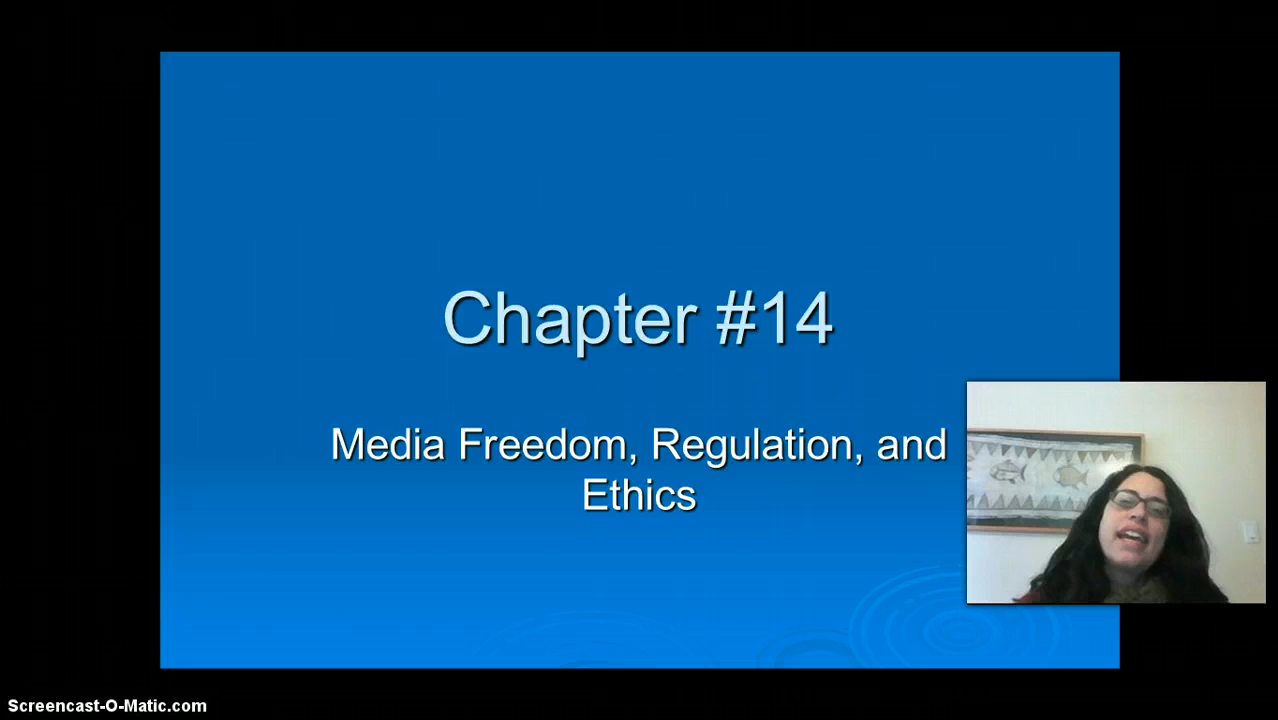 Chapter #14
Media Freedom, Regulation, and
Ethics
Screencast-O-Matic.com